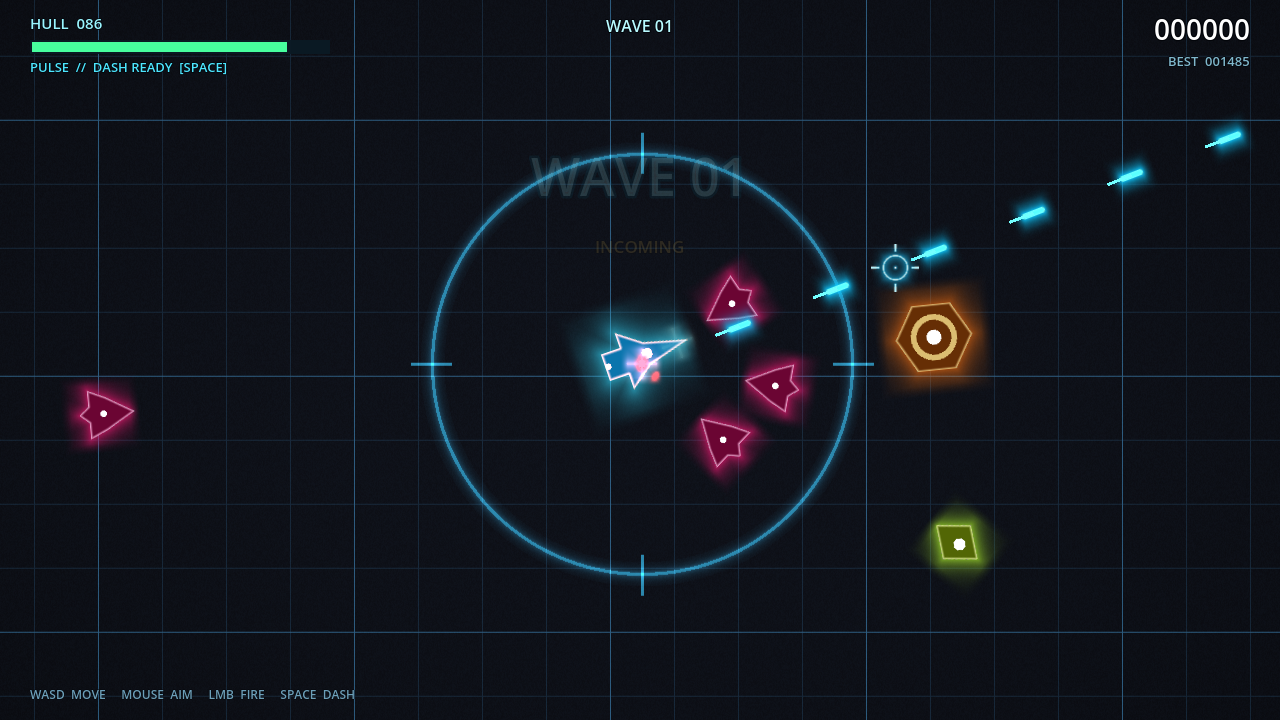 HULL 086
WAVE 01
000000
PULSE // DASH READY [SPACE]
BEST 001485
WAVE 01
INCOMING
WASD MOVE MOUSE AIM LMB FIRE SPACE DASH